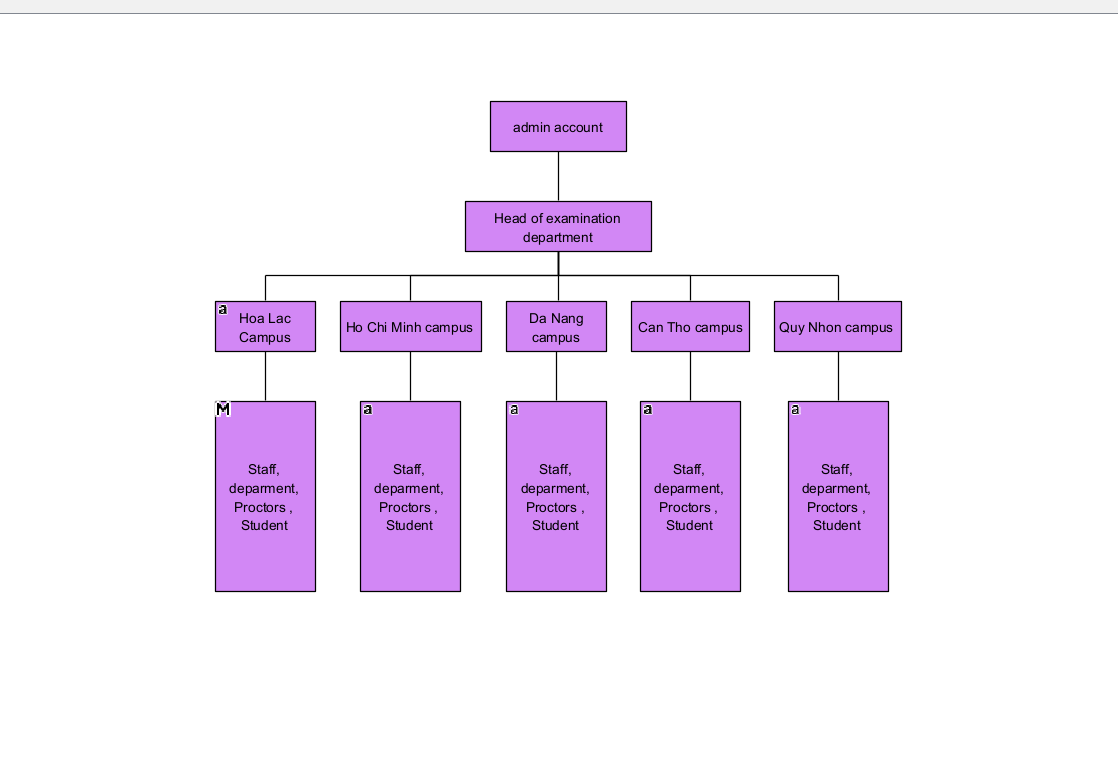 admin account
Head of examination
department
a
Hoa Lac
Campus
Ho Chi Minh campus
Da Nang
campus
Can Tho campus
Quy Nhon campus
M
Staff,
deparment,
Proctors ,
Student
a
Staff,
deparment,
Proctors ,
Student
a
Staff,
deparment,
Proctors ,
Student
a
Staff,
deparment,
Proctors ,
Student
a
Staff,
deparment,
Proctors ,
Student